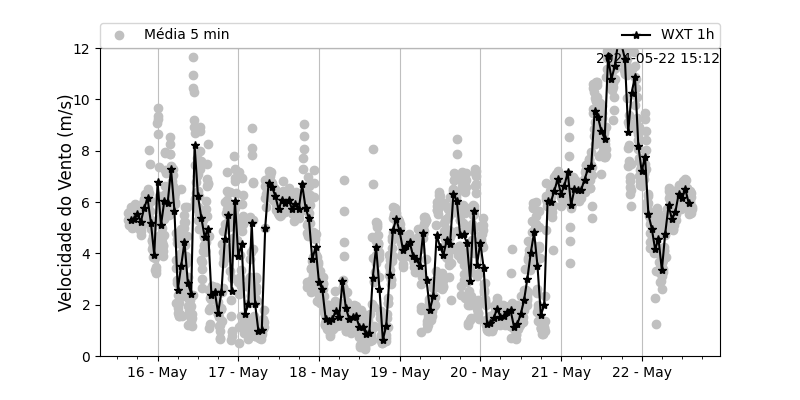 Média 5 min
WXT 1h
2024-05-22 15:12
Velocidade do Vento (m/s)
12
10
8
6
4
2
0
16 - May
17 - May
18 - May
19 - May
20 - May
21 - May
22 - May